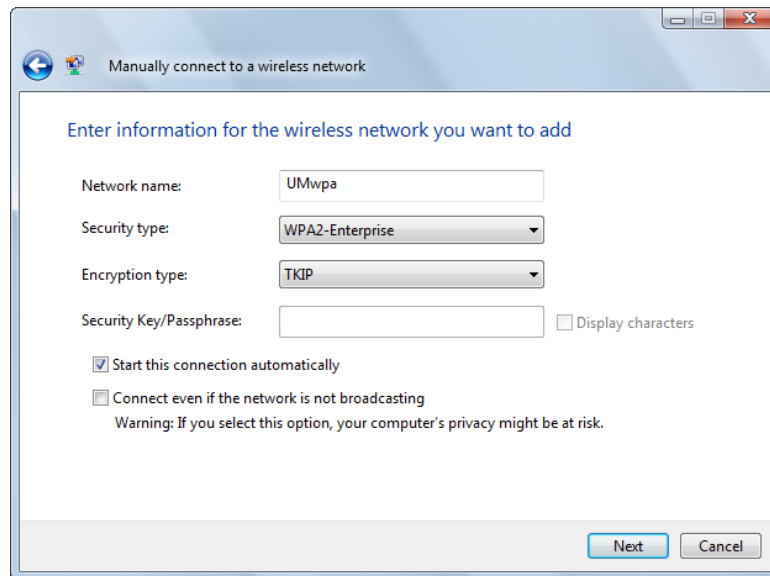 Manually connect to a wireless network
Enter information for the wireless network you want to add
Network name: UMwpa
Security type: WPA2-Enterprise
Encryption type: TKIP
Security Key/Passphrase: Display characters
Start this connection automatically
Connect even if the network is not broadcasting
Warning: If you select this option, your computer's privacy might be at risk.
Next Cancel